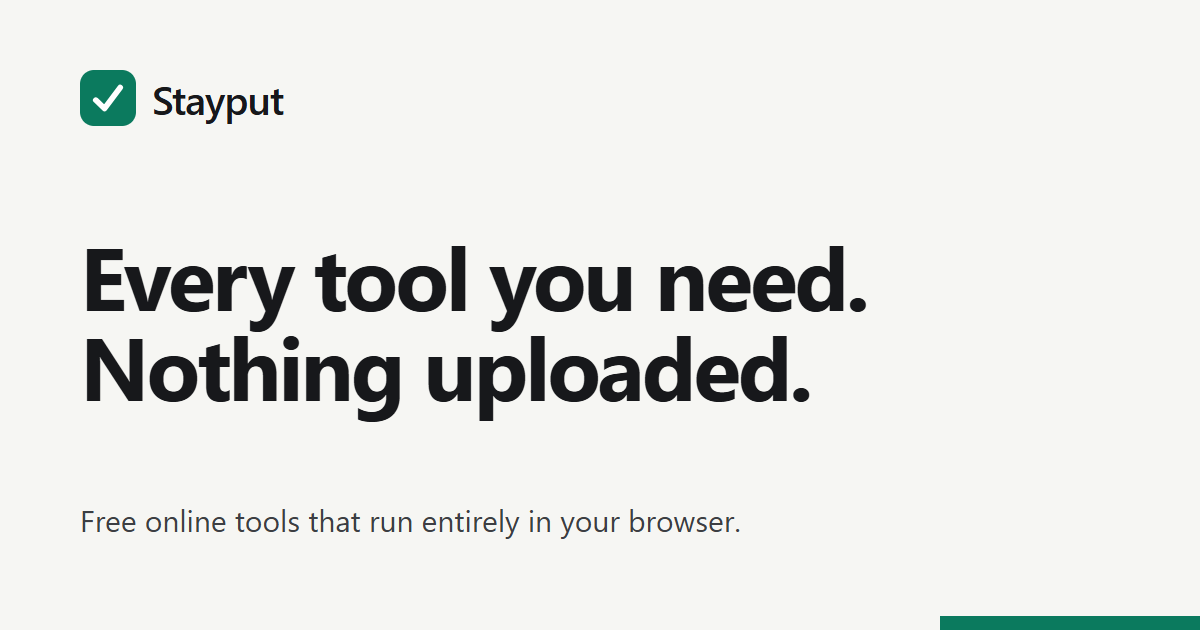 Stayput
Every tool you need.
Nothing uploaded.
Free online tools that run entirely in your browser.